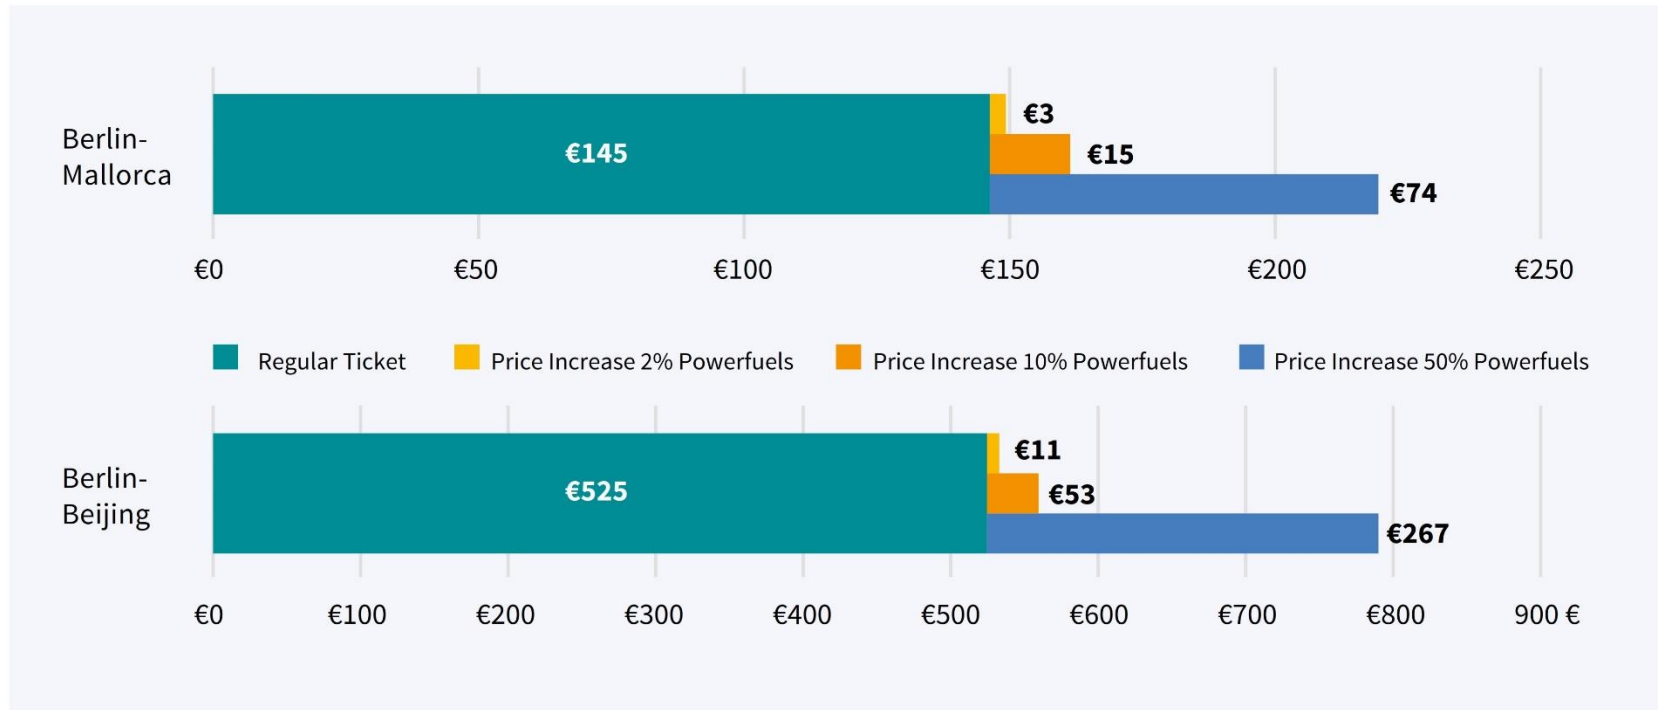 Berlin-
Mallorca
€145
€3
€15
€74
€0 €50 €100 €150 €200 €250
Regular Ticket Price Increase 2% Powerfuels Price Increase 10% Powerfuels Price Increase 50% Powerfuels
Berlin-
Beijing
€525
€11
€53
€267
€0 €100 €200 €300 €400 €500 €600 €700 €800 900 €